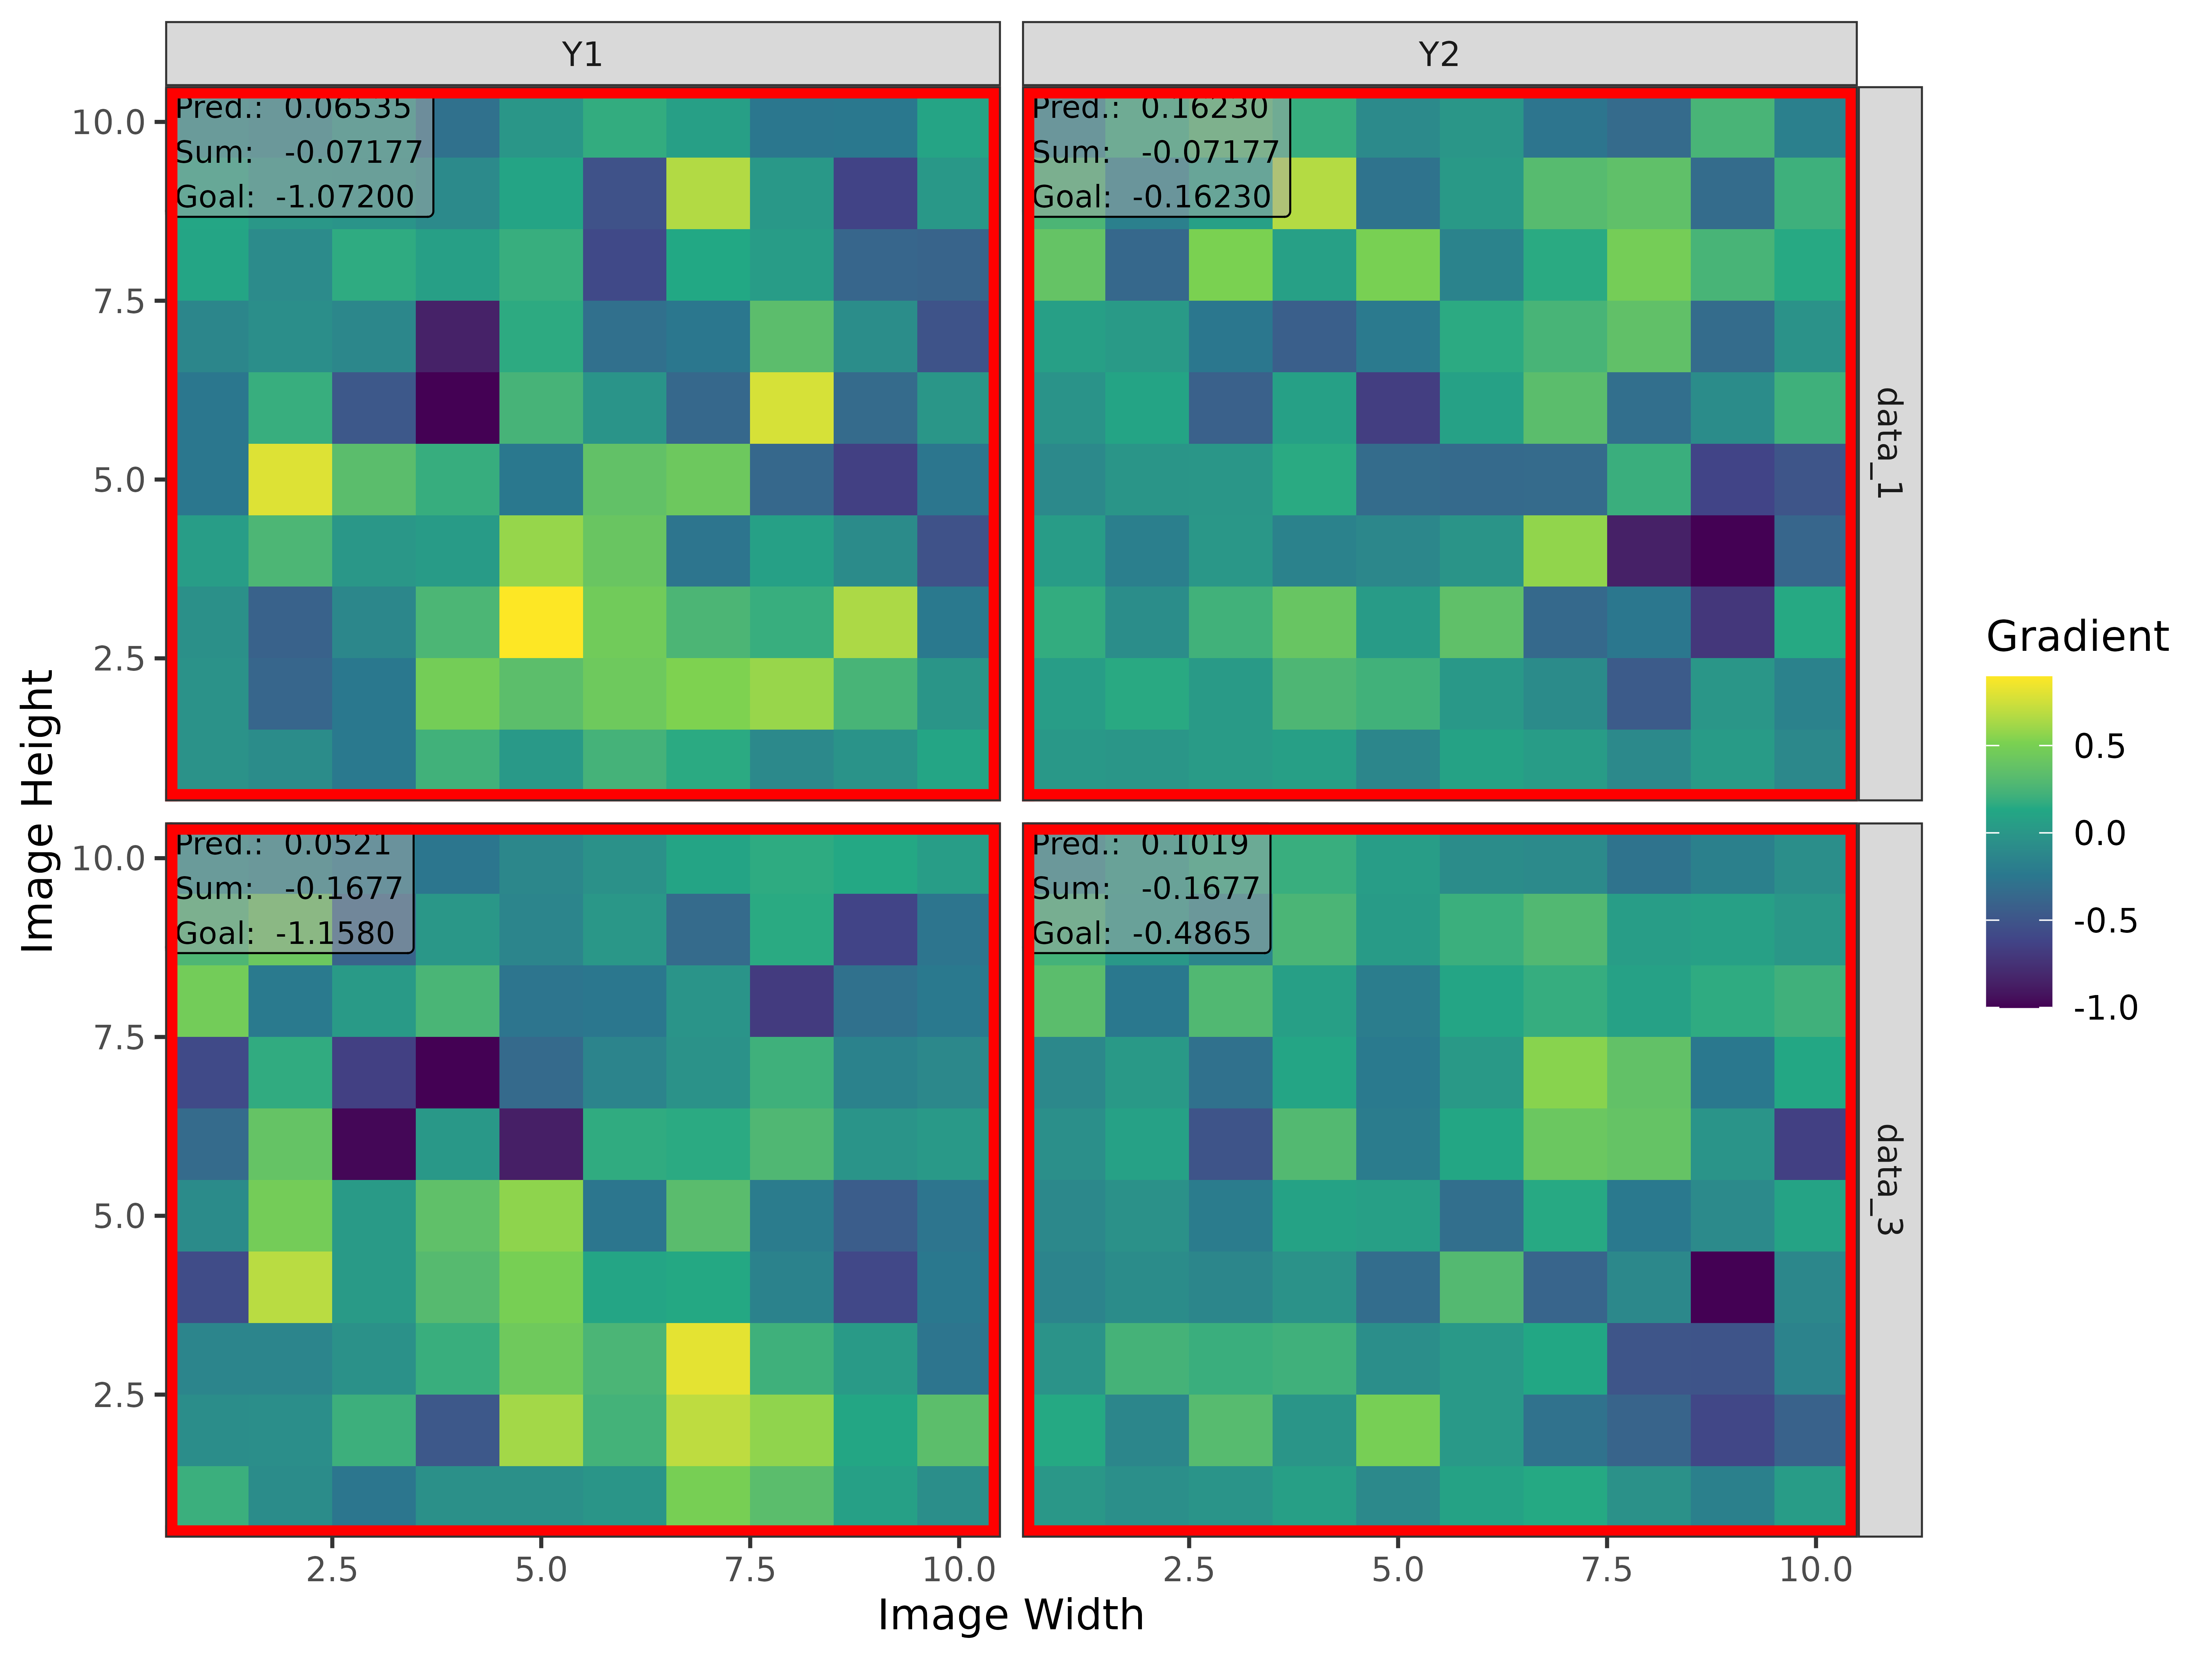 Y1
Y2
Pred.: 0.06535
Sum: -0.07177
Goal: -1.07200
Pred.: 0.16230
Sum: -0.07177
Goal: -0.16230
data_1
10.0
7.5
5.0
2.5
Pred.: 0.0521
Sum: -0.1677
Goal: -1.1580
Pred.: 0.1019
Sum: -0.1677
Goal: -0.4865
data_3
10.0
7.5
5.0
2.5
2.5 5.0 7.5 10.0
2.5 5.0 7.5 10.0
Image Width
Image Height
Gradient
0.5
0.0
-0.5
-1.0